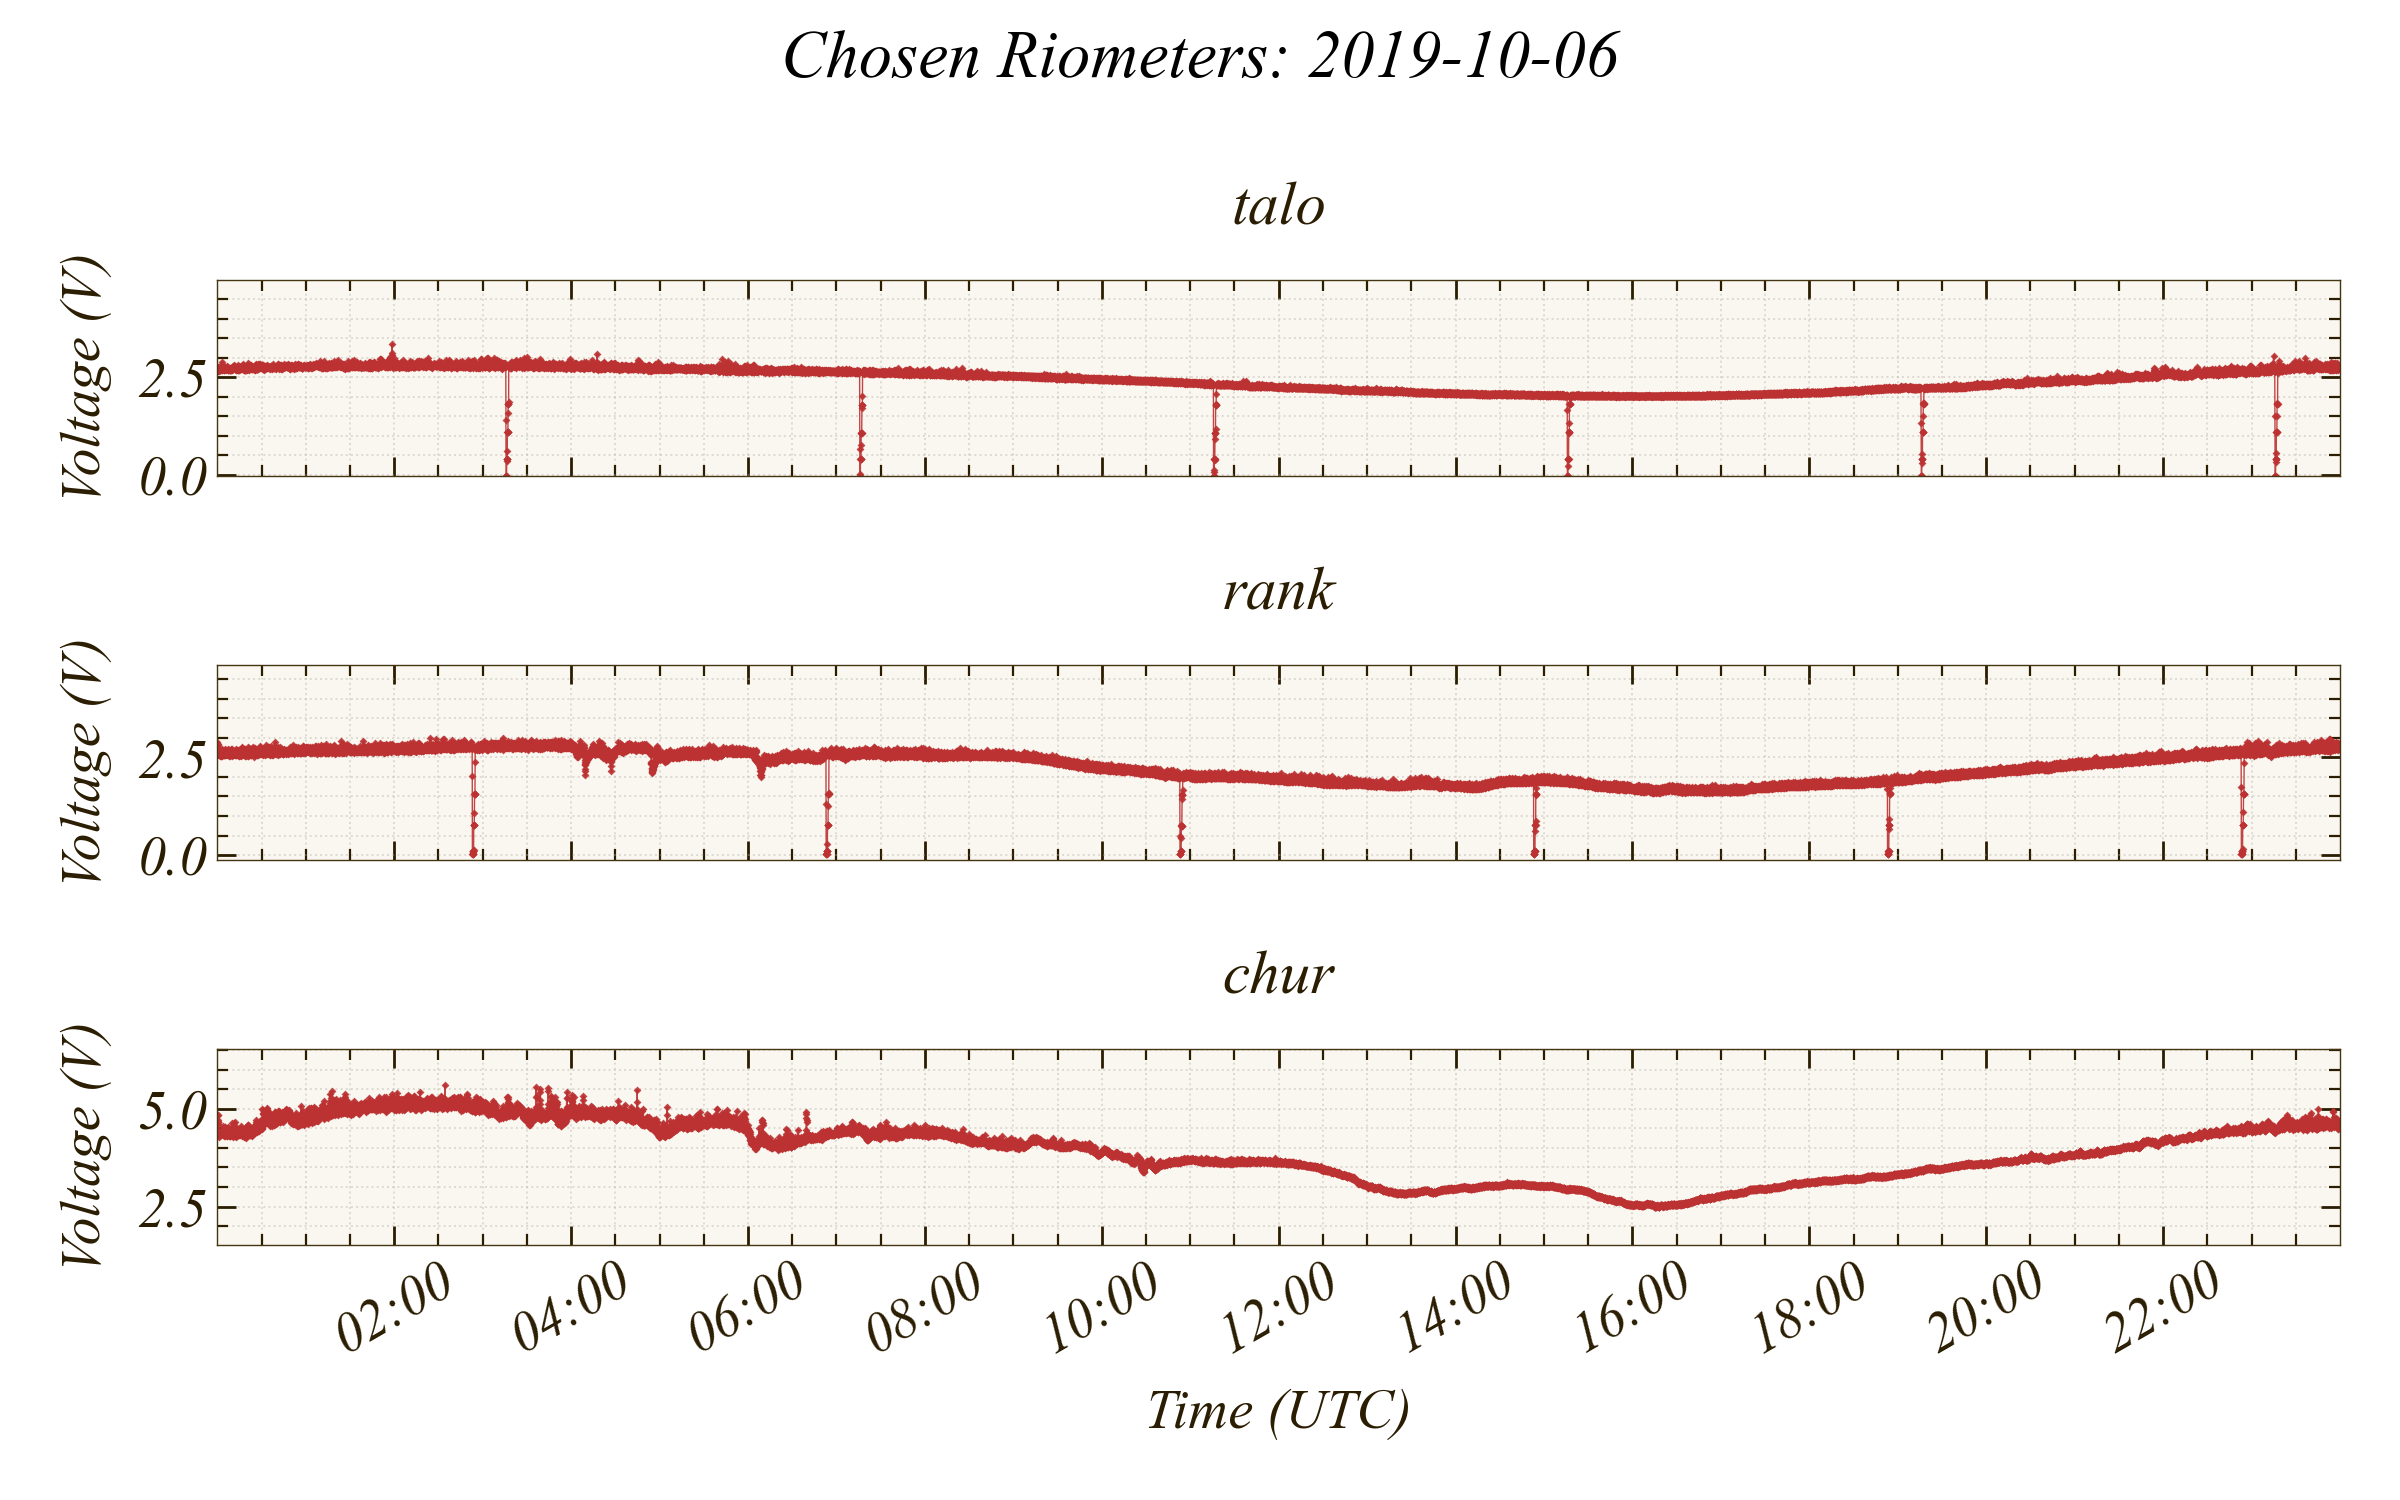 Chosen Riometers: 2019-10-06
talo
Voltage (V)
2.5
0.0
rank
Voltage (V)
2.5
0.0
chur
Voltage (V)
5.0
2.5
02:00 04:00 06:00 08:00 10:00 12:00 14:00 16:00 18:00 20:00 22:00
Time (UTC)